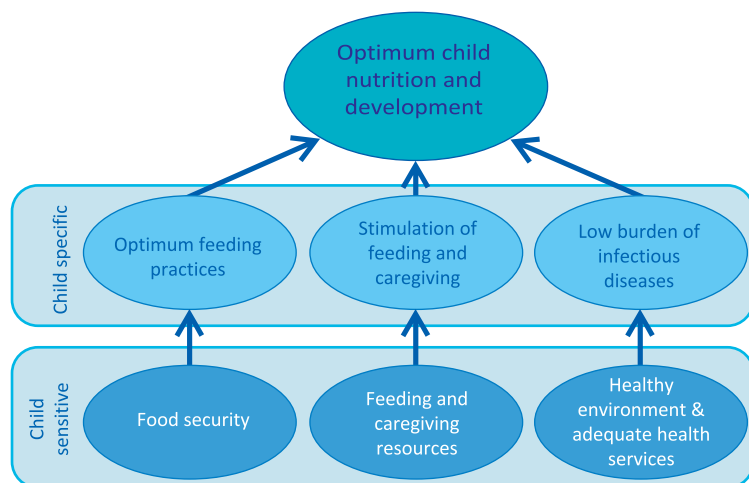 Optimum child
nutrition and
development
Child specific
Optimum feeding
practices
Stimulation of
feeding and
caregiving
Low burden of
infectious
diseases
Child
sensitive
Food security
Feeding and
caregiving
resources
Healthy
environment &
adequate health
services